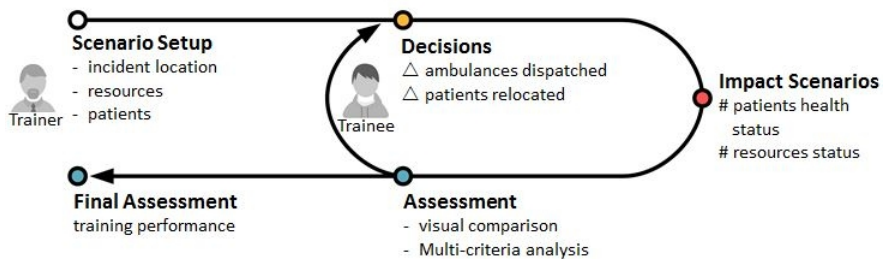 Scenario Setup
- incident location
- resources
- patients
Trainer
Decisions
△ ambulances dispatched
△ patients relocated
Trainee
Impact Scenarios
# patients health
status
# resources status
Final Assessment
training performance
Assessment
- visual comparison
- Multi-criteria analysis